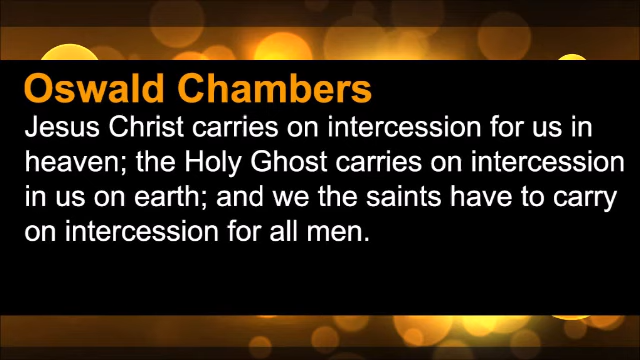 Oswald Chambers
Jesus Christ carries on intercession for us in
heaven; the Holy Ghost carries on intercession
in us on earth; and we the saints have to carry
on intercession for all men.